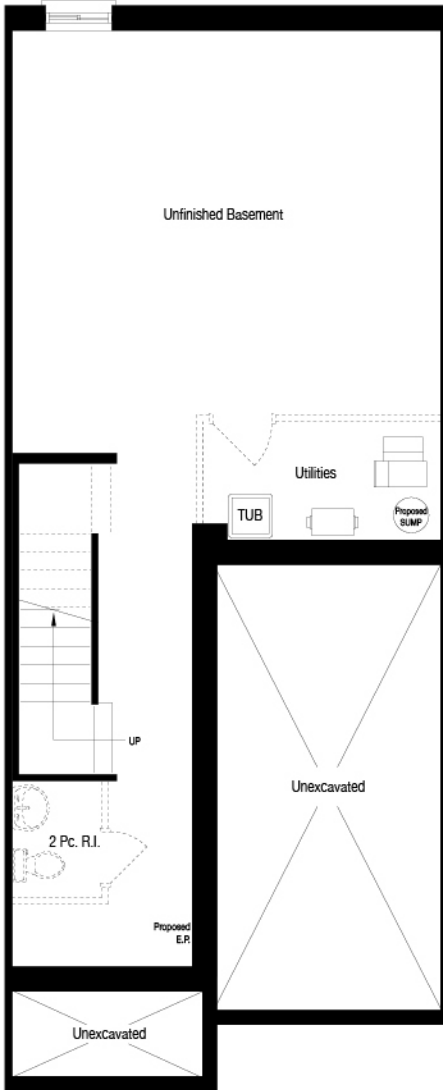 Unfinished Basement
Utilities
TUB
Proposed
SUMP
UP
Unexcavated
2 Pc. R.I.
Proposed
E.P.
Unexcavated